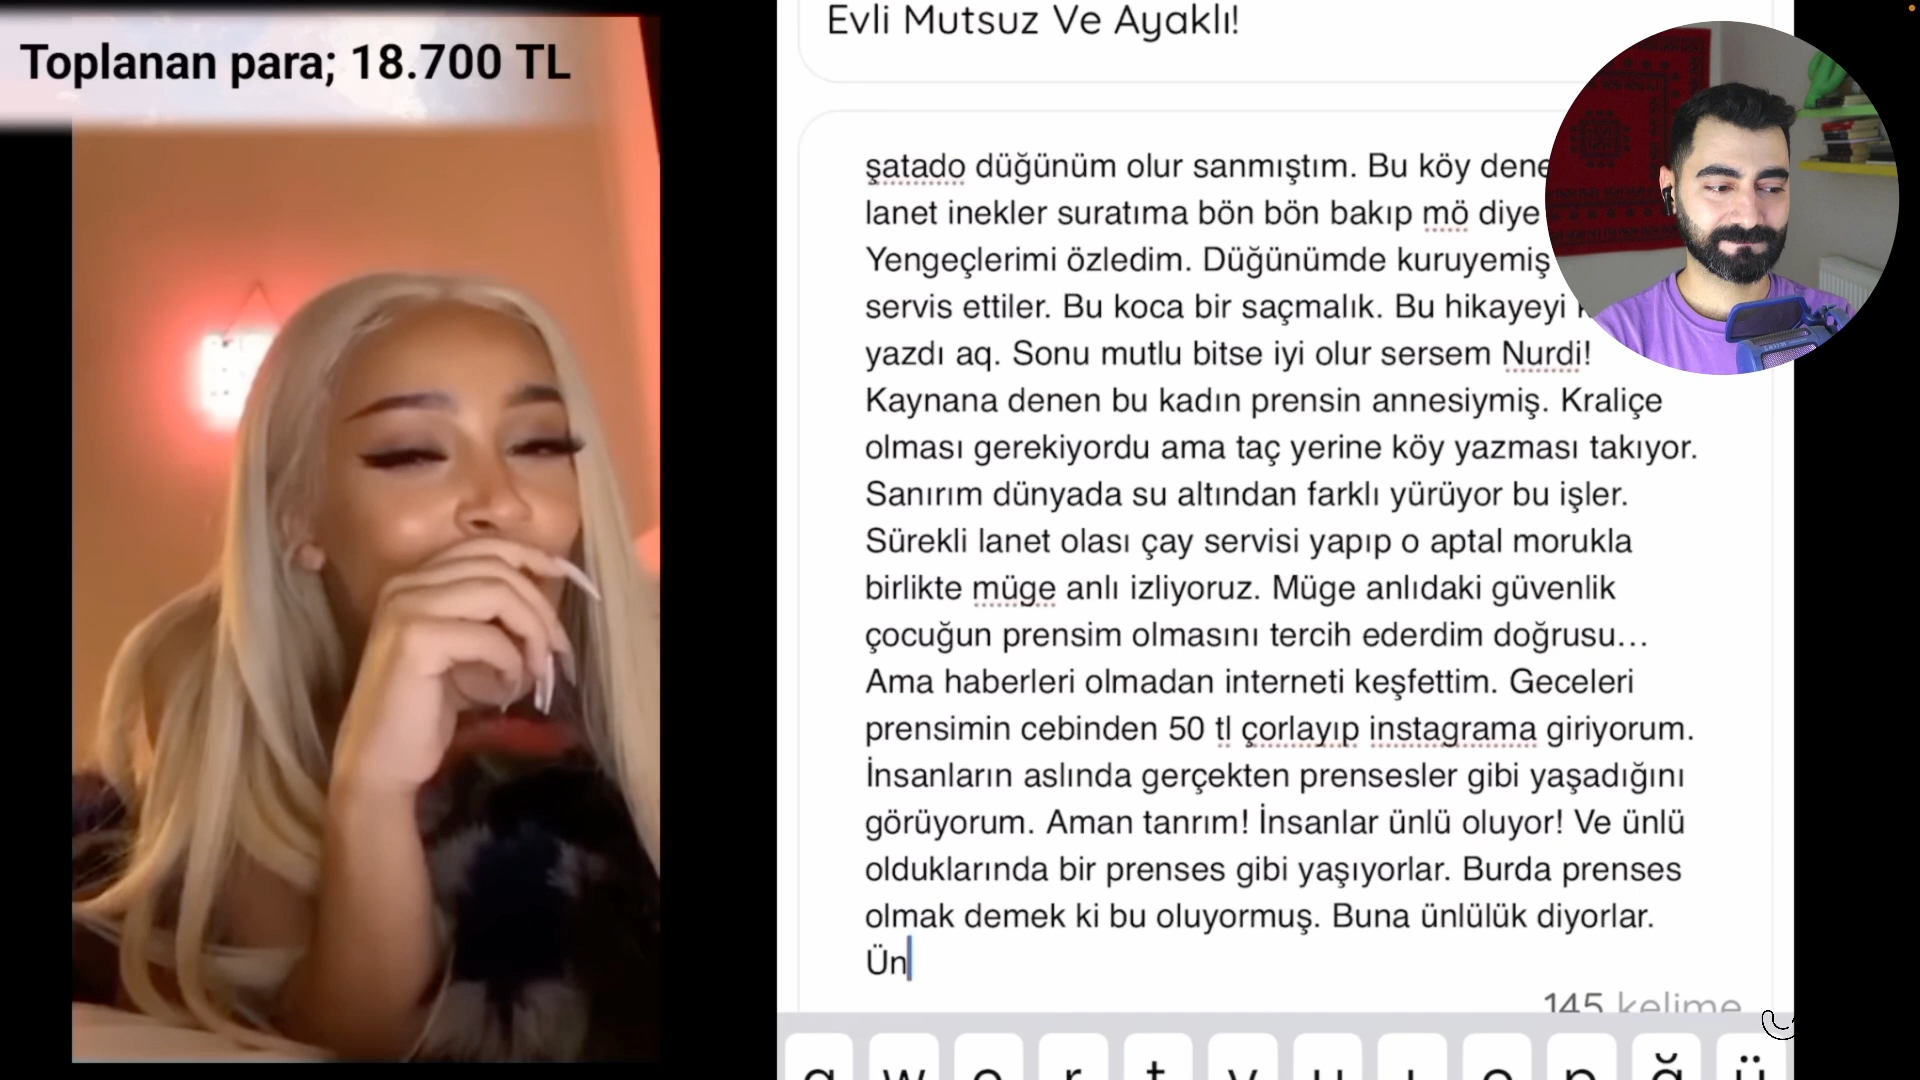 Toplanan para; 18.700 TL
Evli Mutsuz Ve Ayaklı!
şatado düğünüm olur sanmıştım. Bu köy dene
lanet inekler suratıma bön bön bakıp mö diye
Yengeçlerimi özledim. Düğünümde kuruyemiş
servis ettiler. Bu koca bir saçmalık. Bu hikayeyi
yazdı aq. Sonu mutlu bitse iyi olur sersem Nurdi!
Kaynana denen bu kadın prensin annesiymiş. Kraliçe
olması gerekiyordu ama taç yerine köy yazması takıyor.
Sanırım dünyada su altından farklı yürüyor bu işler.
Sürekli lanet olası çay servisi yapıp o aptal morukla
birlikte müge anlı izliyoruz. Müge anlıdaki güvenlik
çocuğun prensim olmasını tercih ederdim doğrusu...
Ama haberleri olmadan interneti keşfettim. Geceleri
prensimin cebinden 50 tl çorlayıp instagrama giriyorum.
İnsanların aslında gerçekten prensesler gibi yaşadığını
görüyorum. Aman tanrım! İnsanlar ünlü oluyor! Ve ünlü
olduklarında bir prenses gibi yaşıyorlar. Burda prenses
olmak demek ki bu oluyormuş. Buna ünlülük diyorlar.
Ün
145 kelime